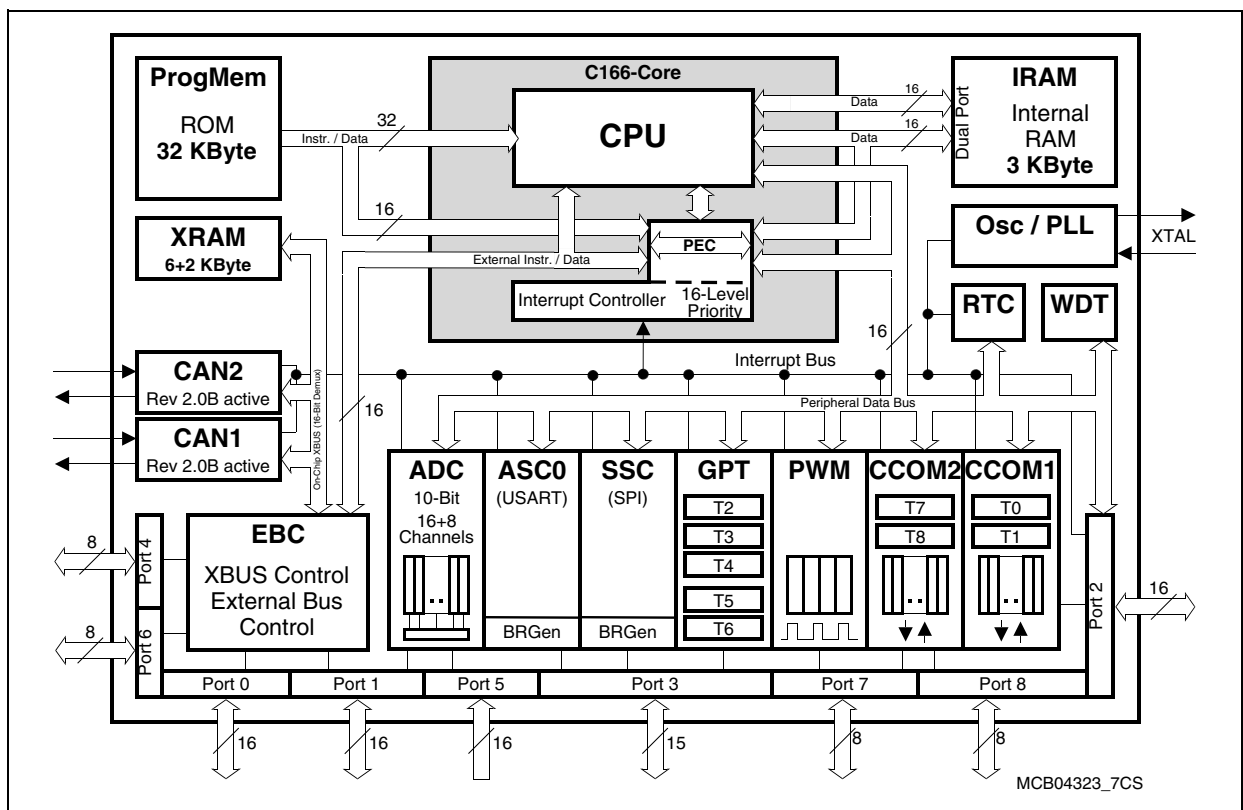 ProgMem
ROM
32 KByte
C166-Core
CPU
IRAM
Internal
RAM
3 KByte
Dual Port
32
Instr. / Data
16
Data
16
Data
16
XRAM
6+2 KByte
External Instr. / Data
PEC
Interrupt Controller
16-Level
Priority
Osc / PLL
XTAL
RTC
WDT
16
Interrupt Bus
Peripheral Data Bus
CAN2
Rev 2.0B active
CAN1
Rev 2.0B active
On-Chip XBUS (16-Bit Demux)
16
EBC
XBUS Control
External Bus
Control
ADC
10-Bit
16+8
Channels
ASC0
(USART)
BRGen
SSC
(SPI)
BRGen
GPT
T2
T3
T4
T5
T6
PWM
CCOM2
T7
T8
CCOM1
T0
T1
8
Port 4
8
Port 6
Port 2
16
Port 0
Port 1
Port 5
Port 3
Port 7
Port 8
16
16
16
15
8
8
MCB04323_7CS